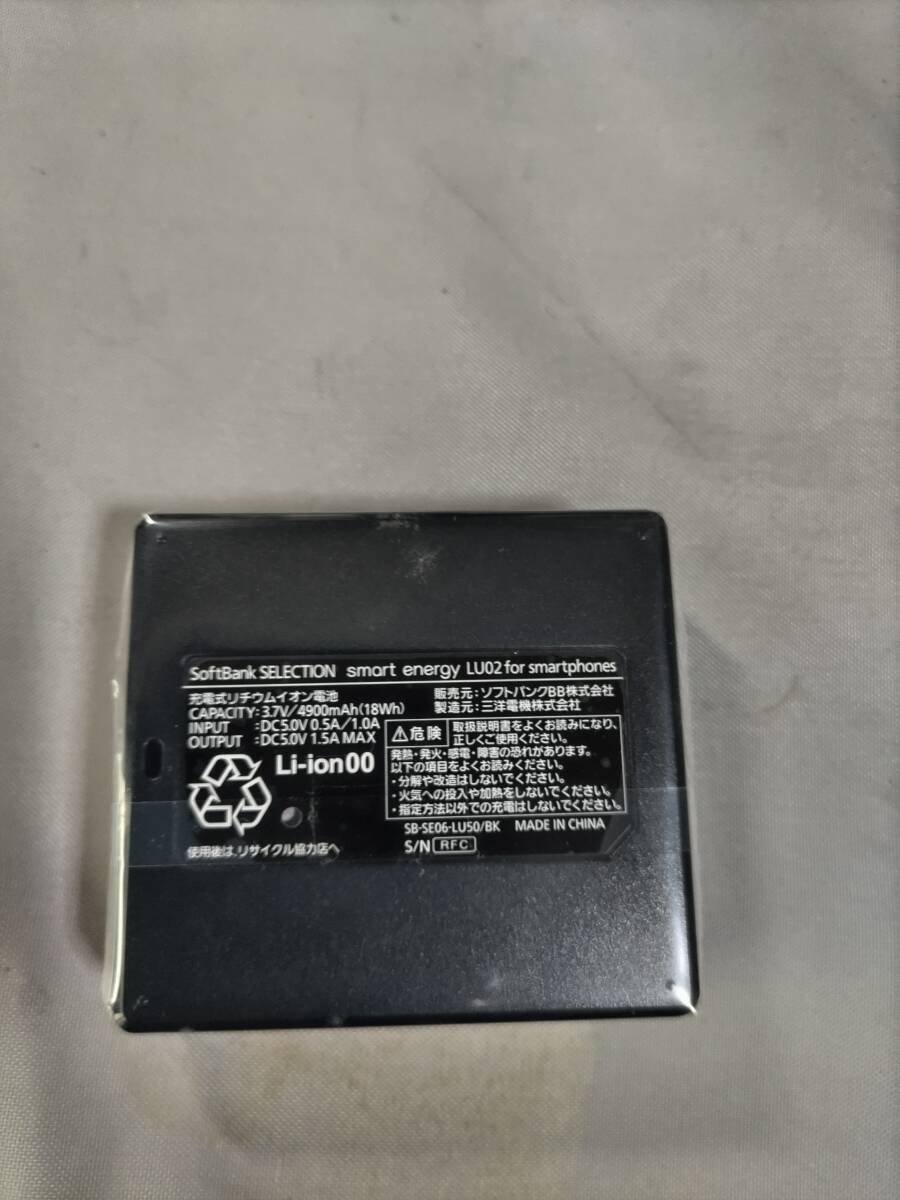 SoftBank SELECTION smart energy LU02 for smartphones
充電式リチウムイオン電池
CAPACITY: 3.7V/4900mAh(18Wh)
INPUT :DC5.0V 0.5A/1.0A
OUTPUT :DC5.0V 1.5A MAX
販売元：ソフトバンクBB株式会社
製造元：三洋電機株式会社
⚠危険 取扱説明書をよくお読みになり、
正しくご使用ください。
発熱・発火・感電・障害の恐れがあります。
以下の項目をよくお読みください。
・分解や改造はしないでください。
・火気への投入や加熱をしないでください。
・指定方法以外での充電はしないでください。
Li-ion00
使用後は、リサイクル協力店へ
SB-SE06-LU50/BK MADE IN CHINA
S/N RFC